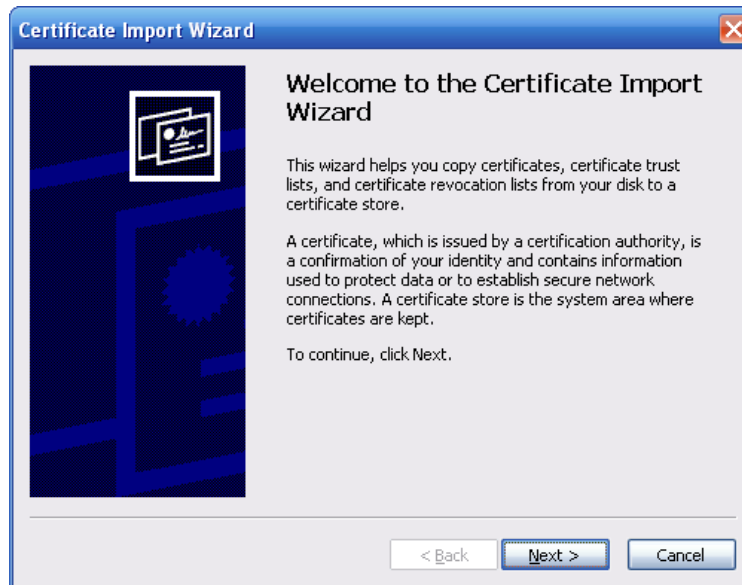 Certificate Import Wizard
Welcome to the Certificate Import
Wizard
This wizard helps you copy certificates, certificate trust
lists, and certificate revocation lists from your disk to a
certificate store.
A certificate, which is issued by a certification authority, is
a confirmation of your identity and contains information
used to protect data or to establish secure network
connections. A certificate store is the system area where
certificates are kept.
To continue, click Next.
< Back Next > Cancel